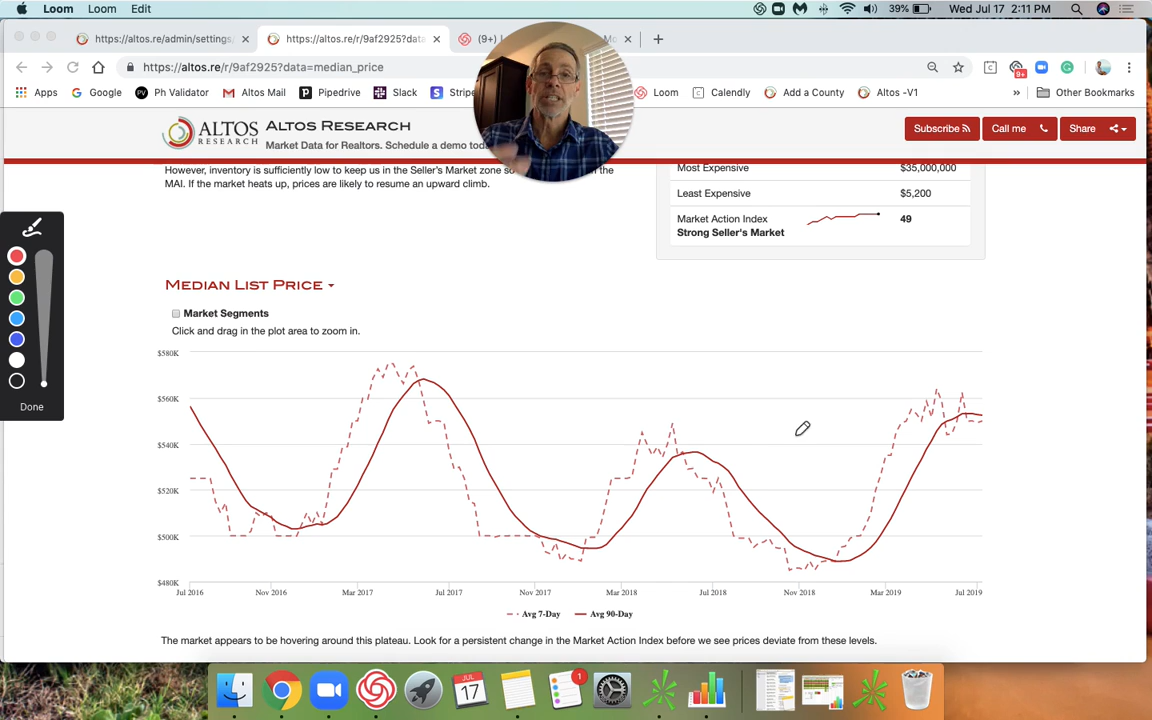 Loom Loom Edit 39% Wed Jul 17 2:11 PM
https://altos.re/admin/settings. https://altos.re/r/9af2925?data (9+)
https://altos.re/r/9af2925?data=median_price 9+
Apps Google PV Ph Validator Altos Mail Pipedrive Slack Stripe Loom Calendly Add a County Altos -V1 » Other Bookmarks
ALTOS RESEARCH
Altos Research
Market Data for Realtors. Schedule a demo
Subscribe Call me Share
However, inventory is sufficiently low to keep us in the Seller's Market zone the
MAI. If the market heats up, prices are likely to resume an upward climb.
Most Expensive $35,000,000
Least Expensive $5,200
Market Action Index 49
Strong Seller's Market
Median List Price
Market Segments
Click and drag in the plot area to zoom in.
$580K
$560K
$540K
$520K
$500K
$480K
Jul 2016 Nov 2016 Mar 2017 Jul 2017 Nov 2017 Mar 2018 Jul 2018 Nov 2018 Mar 2019 Jul 2019
Avg 7-Day Avg 90-Day
The market appears to be hovering around this plateau. Look for a persistent change in the Market Action Index before we see prices deviate from these levels.
Done
JUL
17
1